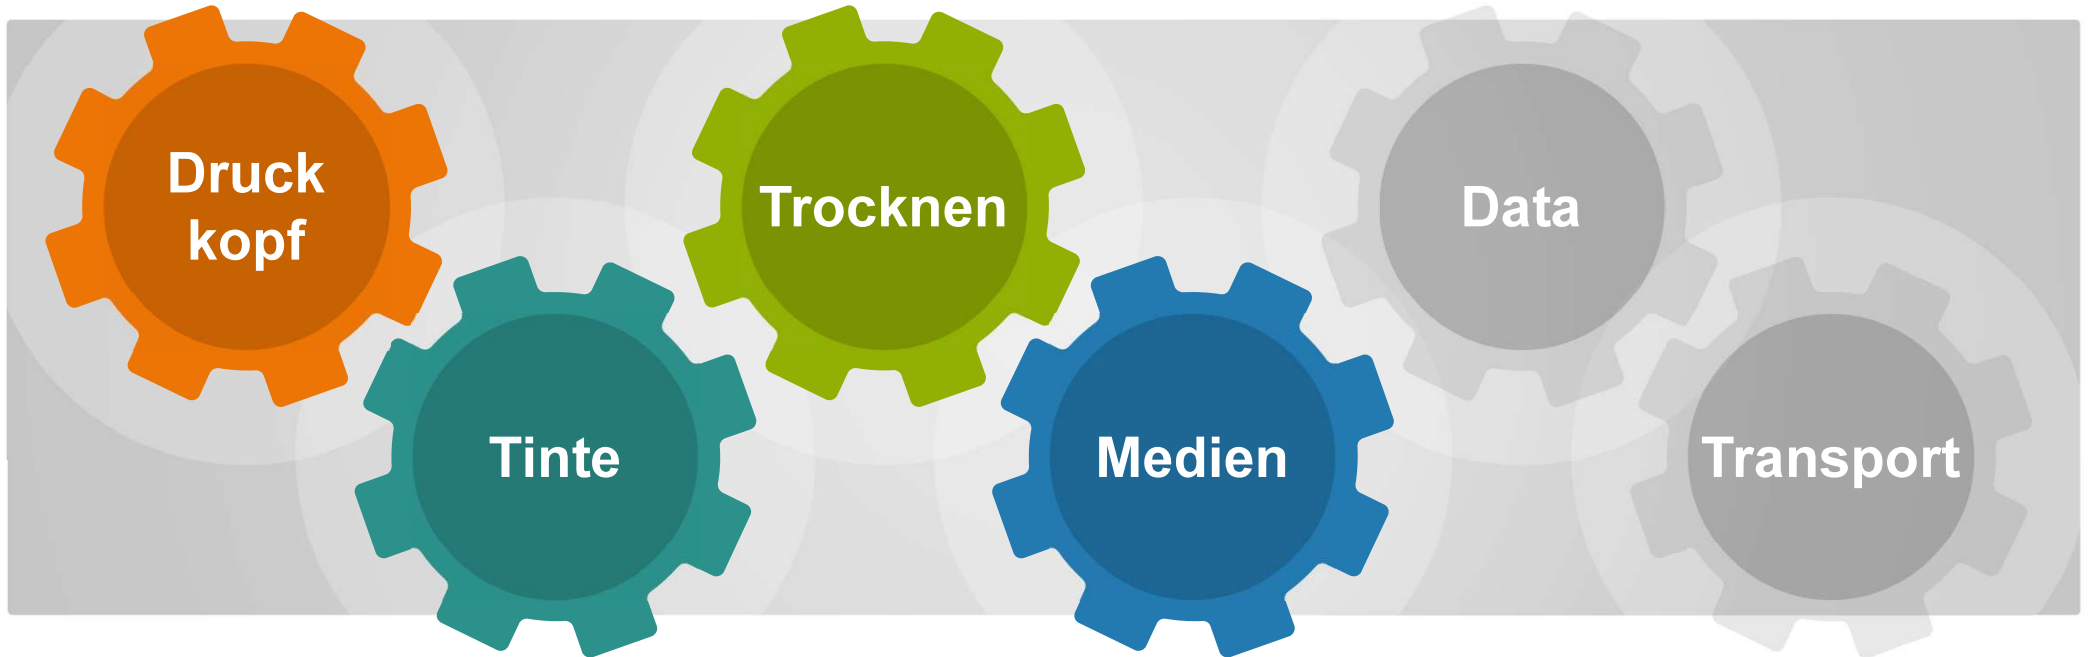 Druck
kopf
Tinte
Trocknen
Medien
Data
Transport